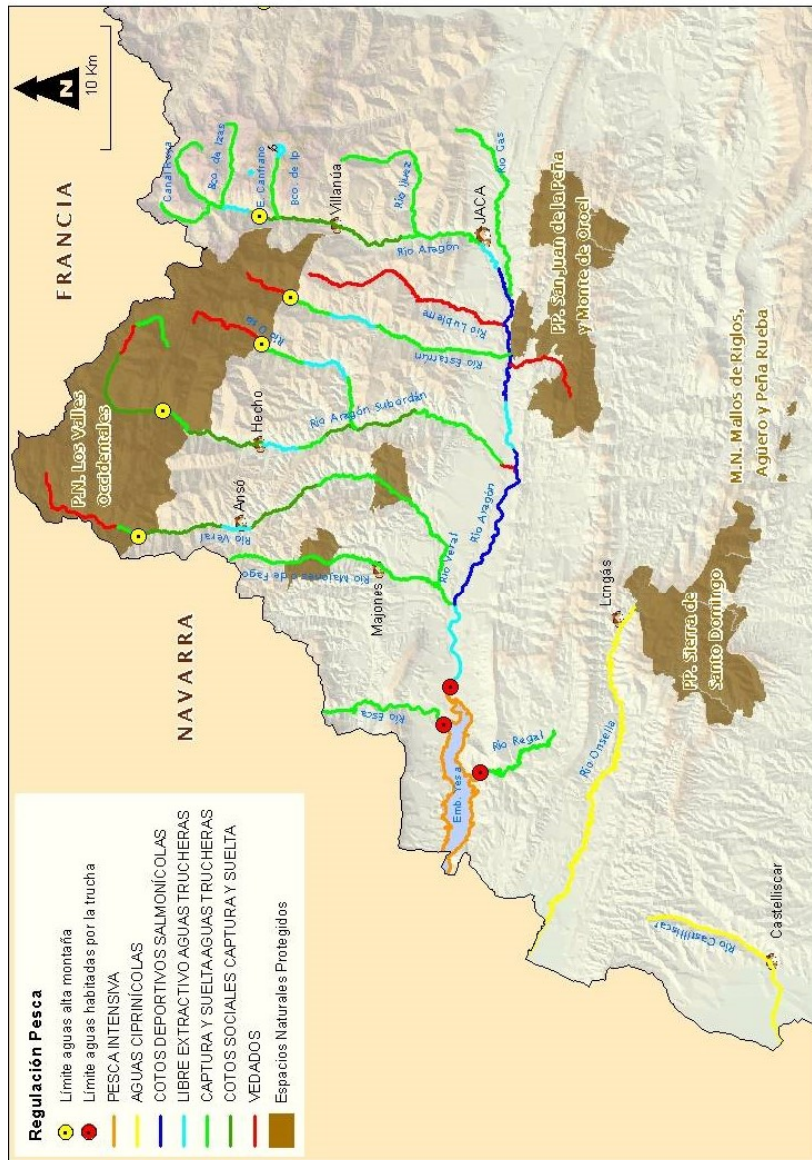 Regulación Pesca
Límite aguas alta montaña
Límite aguas habitadas por la trucha
PESCA INTENSIVA
AGUAS CIPRINÍCOLAS
COTOS DEPORTIVOS SALMONÍCOLAS
LIBRE EXTRACTIVO AGUAS TRUCHERAS
CAPTURA Y SUELTA AGUAS TRUCHERAS
COTOS SOCIALES CAPTURA Y SUELTA
VEDADOS
Espacios Naturales Protegidos
NAVARRA
FRANCIA
N
10 Km
P.N. Los Valles
Occidentales
Canal Roya
Bco. de Izas
E. Canfranc
Bco. de Ip
Villanúa
Río Ijuez
Río Aragón
JACA
Río Gas
Río Lubierre
Río Estarrún
Río Osia
Hecho
Río Aragón Subordán
Ansó
Río Veral
Río Majones o de Fago
Majones
Río Veral
Río Aragón
Río Esca
Emb. Yesa
Río Regal
PP. San Juan de la Peña
y Monte de Oroel
M.N. Mallos de Riglos,
Agüero y Peña Rueba
PP. Sierra de
Santo Domingo
Longás
Río Onsella
Río Castilliscar
Castelliscar